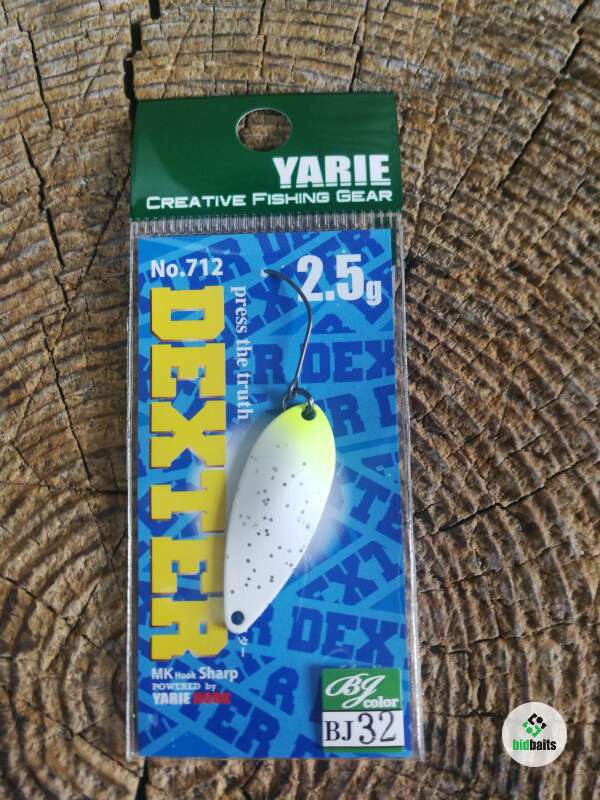 YARIE
CREATIVE FISHING GEAR
No.712
2.5g
press the truth
DEXTER
MK Hook Sharp
POWERED by
YARIE HOOK
BJ
color
BJ 32
bidbaits